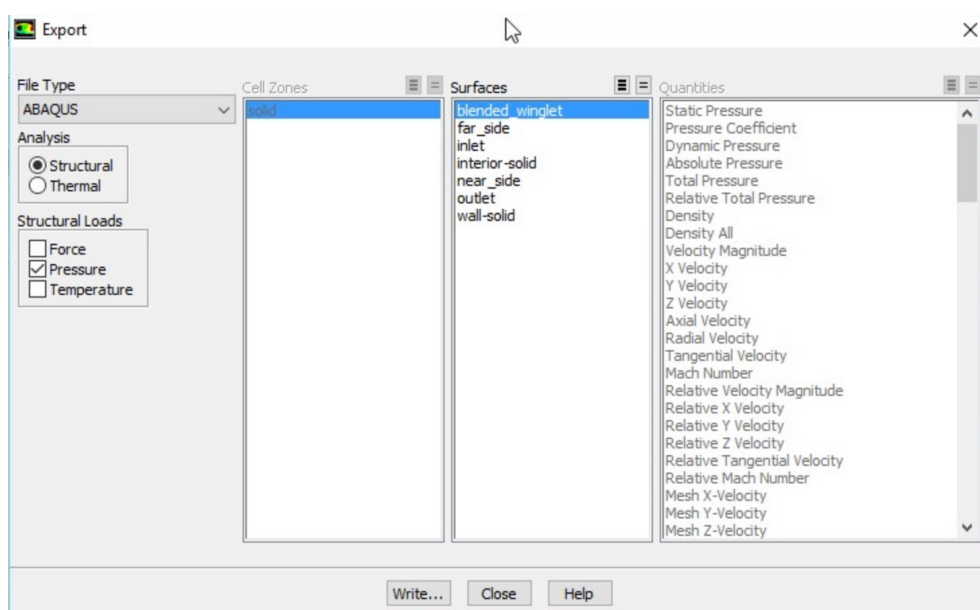 Export
File Type
ABAQUS
Analysis
Structural
Thermal
Structural Loads
Force
Pressure
Temperature
Cell Zones
solid
Surfaces
blended_winglet
far_side
inlet
interior-solid
near_side
outlet
wall-solid
Quantities
Static Pressure
Pressure Coefficient
Dynamic Pressure
Absolute Pressure
Total Pressure
Relative Total Pressure
Density
Density All
Velocity Magnitude
X Velocity
Y Velocity
Z Velocity
Axial Velocity
Radial Velocity
Tangential Velocity
Mach Number
Relative Velocity Magnitude
Relative X Velocity
Relative Y Velocity
Relative Z Velocity
Relative Tangential Velocity
Relative Mach Number
Mesh X-Velocity
Mesh Y-Velocity
Mesh Z-Velocity
Write...
Close
Help